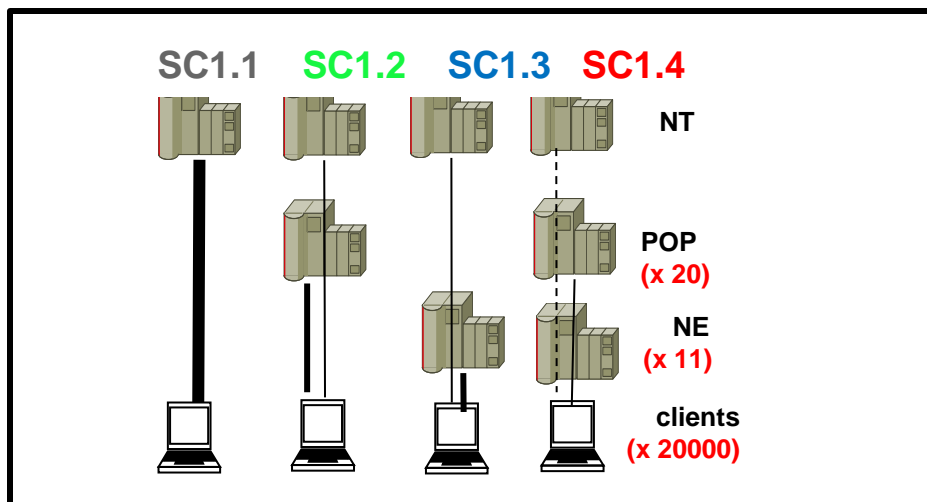 SC1.1 SC1.2 SC1.3 SC1.4
NT
POP
(x 20)
NE
(x 11)
clients
(x 20000)